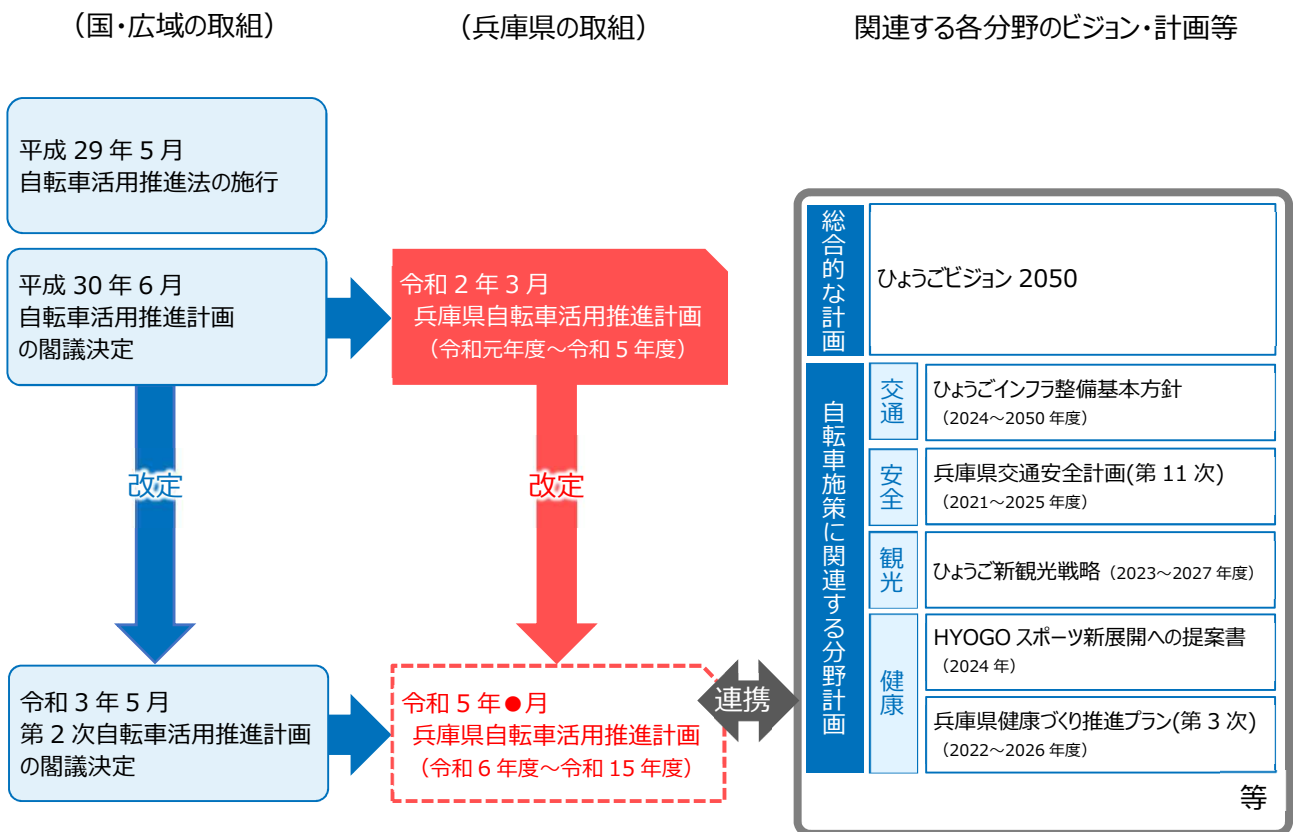 （国・広域の取組）
（兵庫県の取組）
関連する各分野のビジョン・計画等
平成 29 年 5 月
自転車活用推進法の施行
平成 30 年 6 月
自転車活用推進計画
の閣議決定
改定
令和 3 年 5 月
第 2 次自転車活用推進計画
の閣議決定
令和 2 年 3 月
兵庫県自転車活用推進計画
（令和元年度～令和 5 年度）
改定
令和 5 年●月
兵庫県自転車活用推進計画
（令和 6 年度～令和 15 年度）
連携
総合的な計画
ひょうごビジョン 2050
自転車施策に関連する分野計画
交通
ひょうごインフラ整備基本方針
（2024～2050 年度）
安全
兵庫県交通安全計画(第 11 次)
（2021～2025 年度）
観光
ひょうご新観光戦略（2023～2027 年度）
健康
HYOGO スポーツ新展開への提案書
（2024 年）
兵庫県健康づくり推進プラン(第 3 次)
（2022～2026 年度）
等